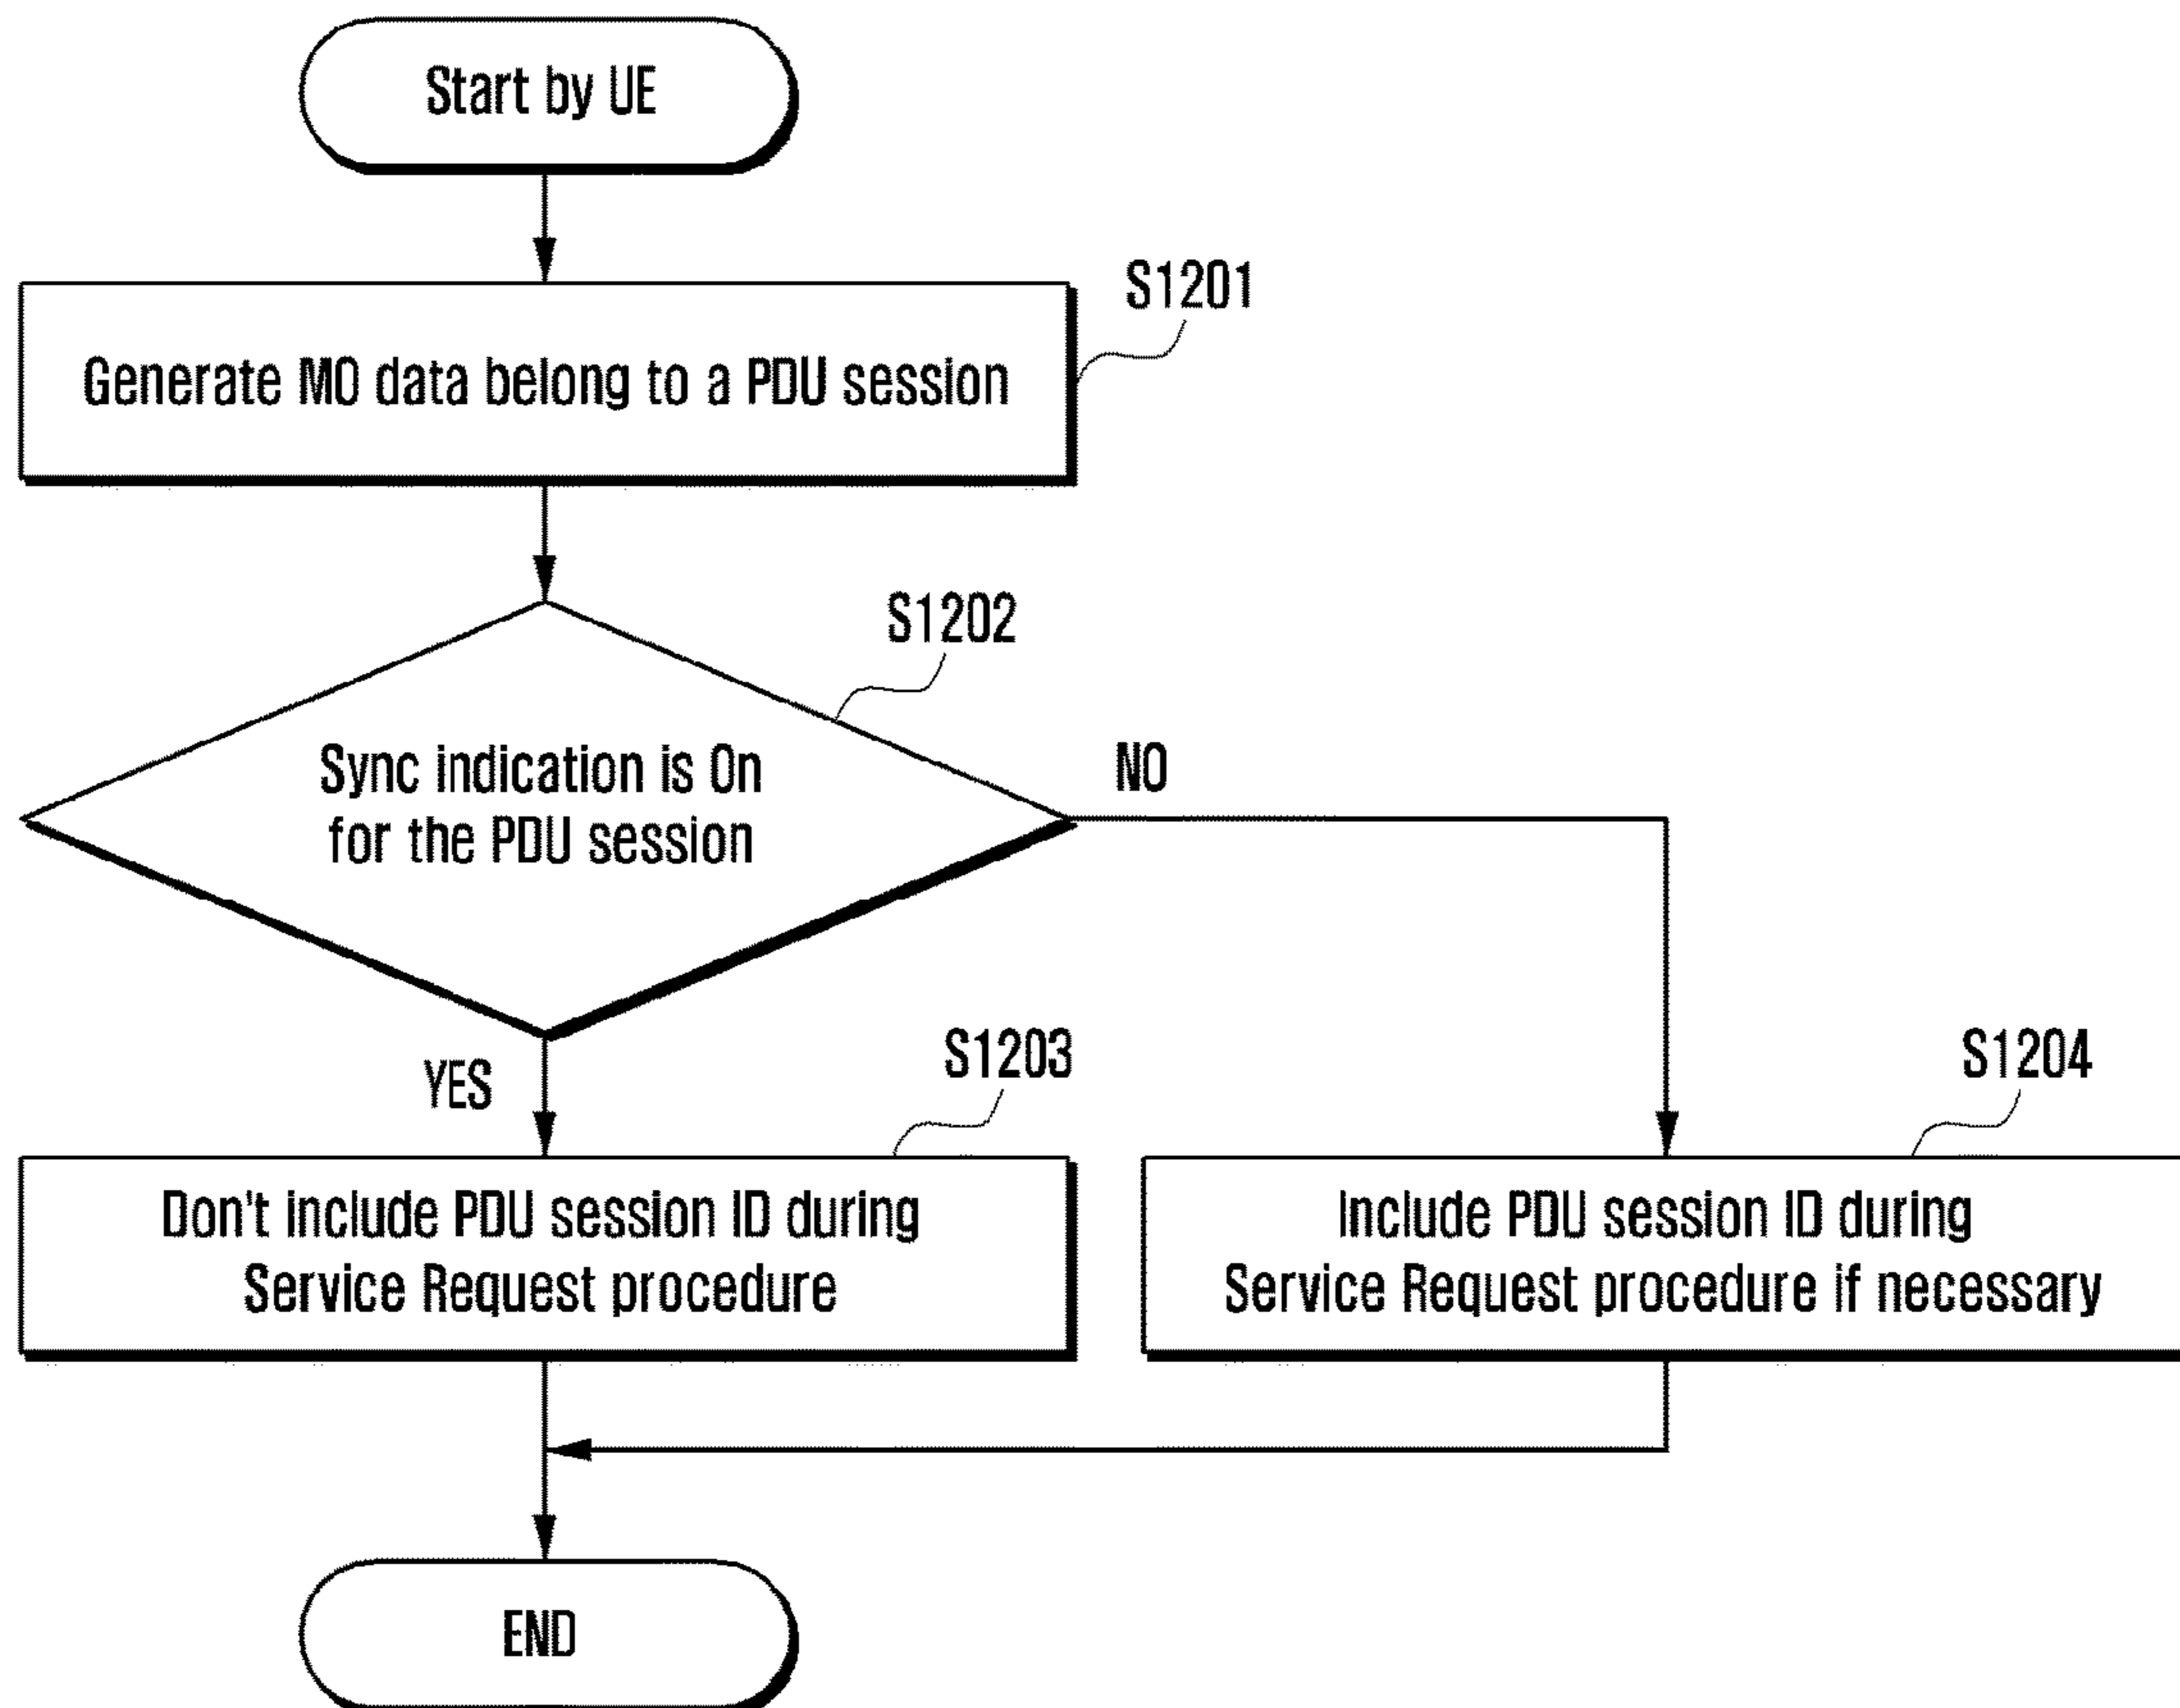 Start by UE
S1201
Generate MO data belong to a PDU session
S1202
Sync indication is On
for the PDU session
NO
YES
S1203
S1204
Don't include PDU session ID during
Service Request procedure
Include PDU session ID during
Service Request procedure if necessary
END